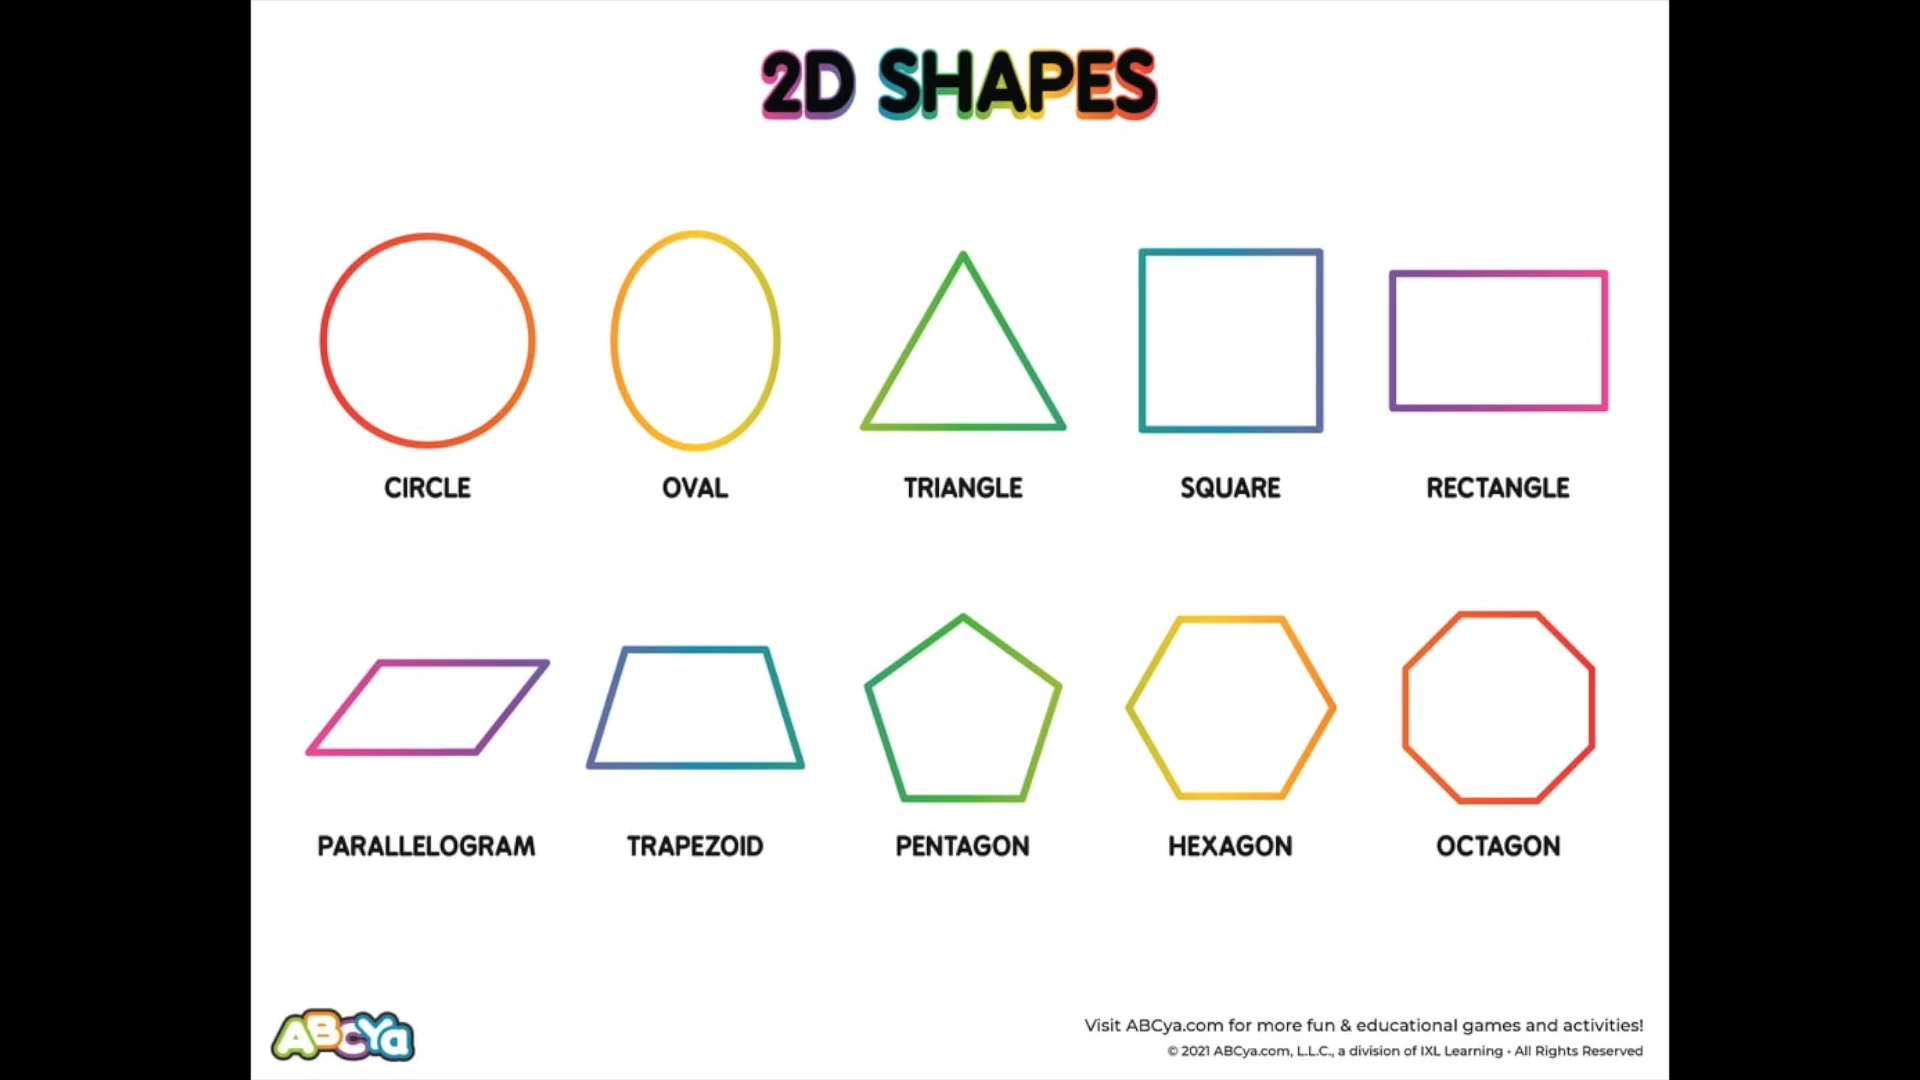 2D SHAPES
CIRCLE
OVAL
TRIANGLE
SQUARE
RECTANGLE
PARALLELOGRAM
TRAPEZOID
PENTAGON
HEXAGON
OCTAGON
ABCYa
Visit ABCya.com for more fun & educational games and activities!
© 2021 ABCya.com, L.L.C., a division of IXL Learning • All Rights Reserved